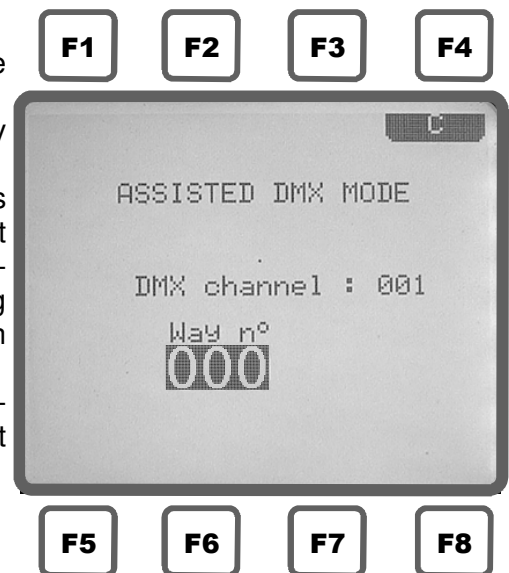 F1 F2 F3 F4
C
ASSISTED DMX MODE
DMX channel : 001
Way n°
000
F5 F6 F7 F8